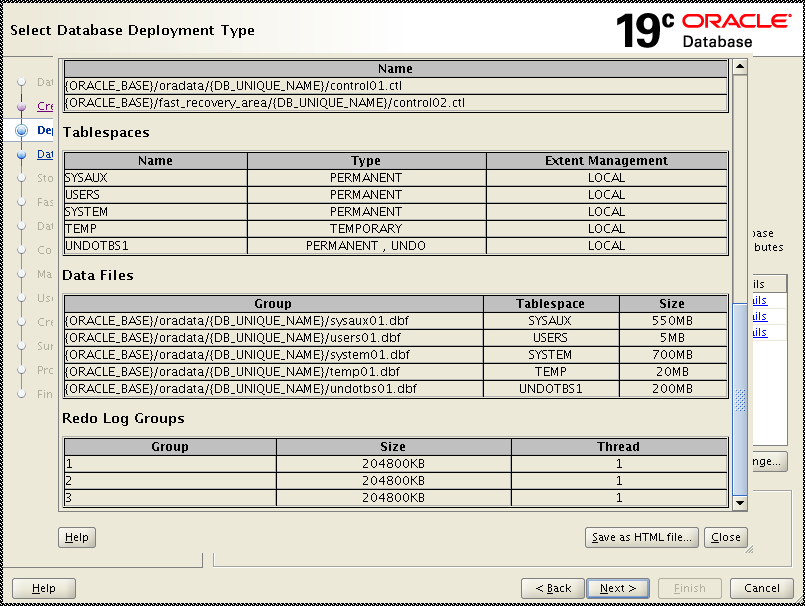 Select Database Deployment Type
19c ORACLE
Database
Dat
Cre
Dep
Dat
Sto
Fas
Dat
Co
Ma
Use
Cre
Sur
Pro
Fin
Name
{ORACLE_BASE}/oradata/{DB_UNIQUE_NAME}/control01.ctl
{ORACLE_BASE}/fast_recovery_area/{DB_UNIQUE_NAME}/control02.ctl
Tablespaces
Name Type Extent Management
SYSAUX PERMANENT LOCAL
USERS PERMANENT LOCAL
SYSTEM PERMANENT LOCAL
TEMP TEMPORARY LOCAL
UNDOTBS1 PERMANENT , UNDO LOCAL
Data Files
Group Tablespace Size
{ORACLE_BASE}/oradata/{DB_UNIQUE_NAME}/sysaux01.dbf SYSAUX 550MB
{ORACLE_BASE}/oradata/{DB_UNIQUE_NAME}/users01.dbf USERS 5MB
{ORACLE_BASE}/oradata/{DB_UNIQUE_NAME}/system01.dbf SYSTEM 700MB
{ORACLE_BASE}/oradata/{DB_UNIQUE_NAME}/temp01.dbf TEMP 20MB
{ORACLE_BASE}/oradata/{DB_UNIQUE_NAME}/undotbs01.dbf UNDOTBS1 200MB
Redo Log Groups
Group Size Thread
1 204800KB 1
2 204800KB 1
3 204800KB 1
base
butes
ils
ils
ils
ils
nge...
Help Save as HTML file... Close
Help < Back Next > Finish Cancel